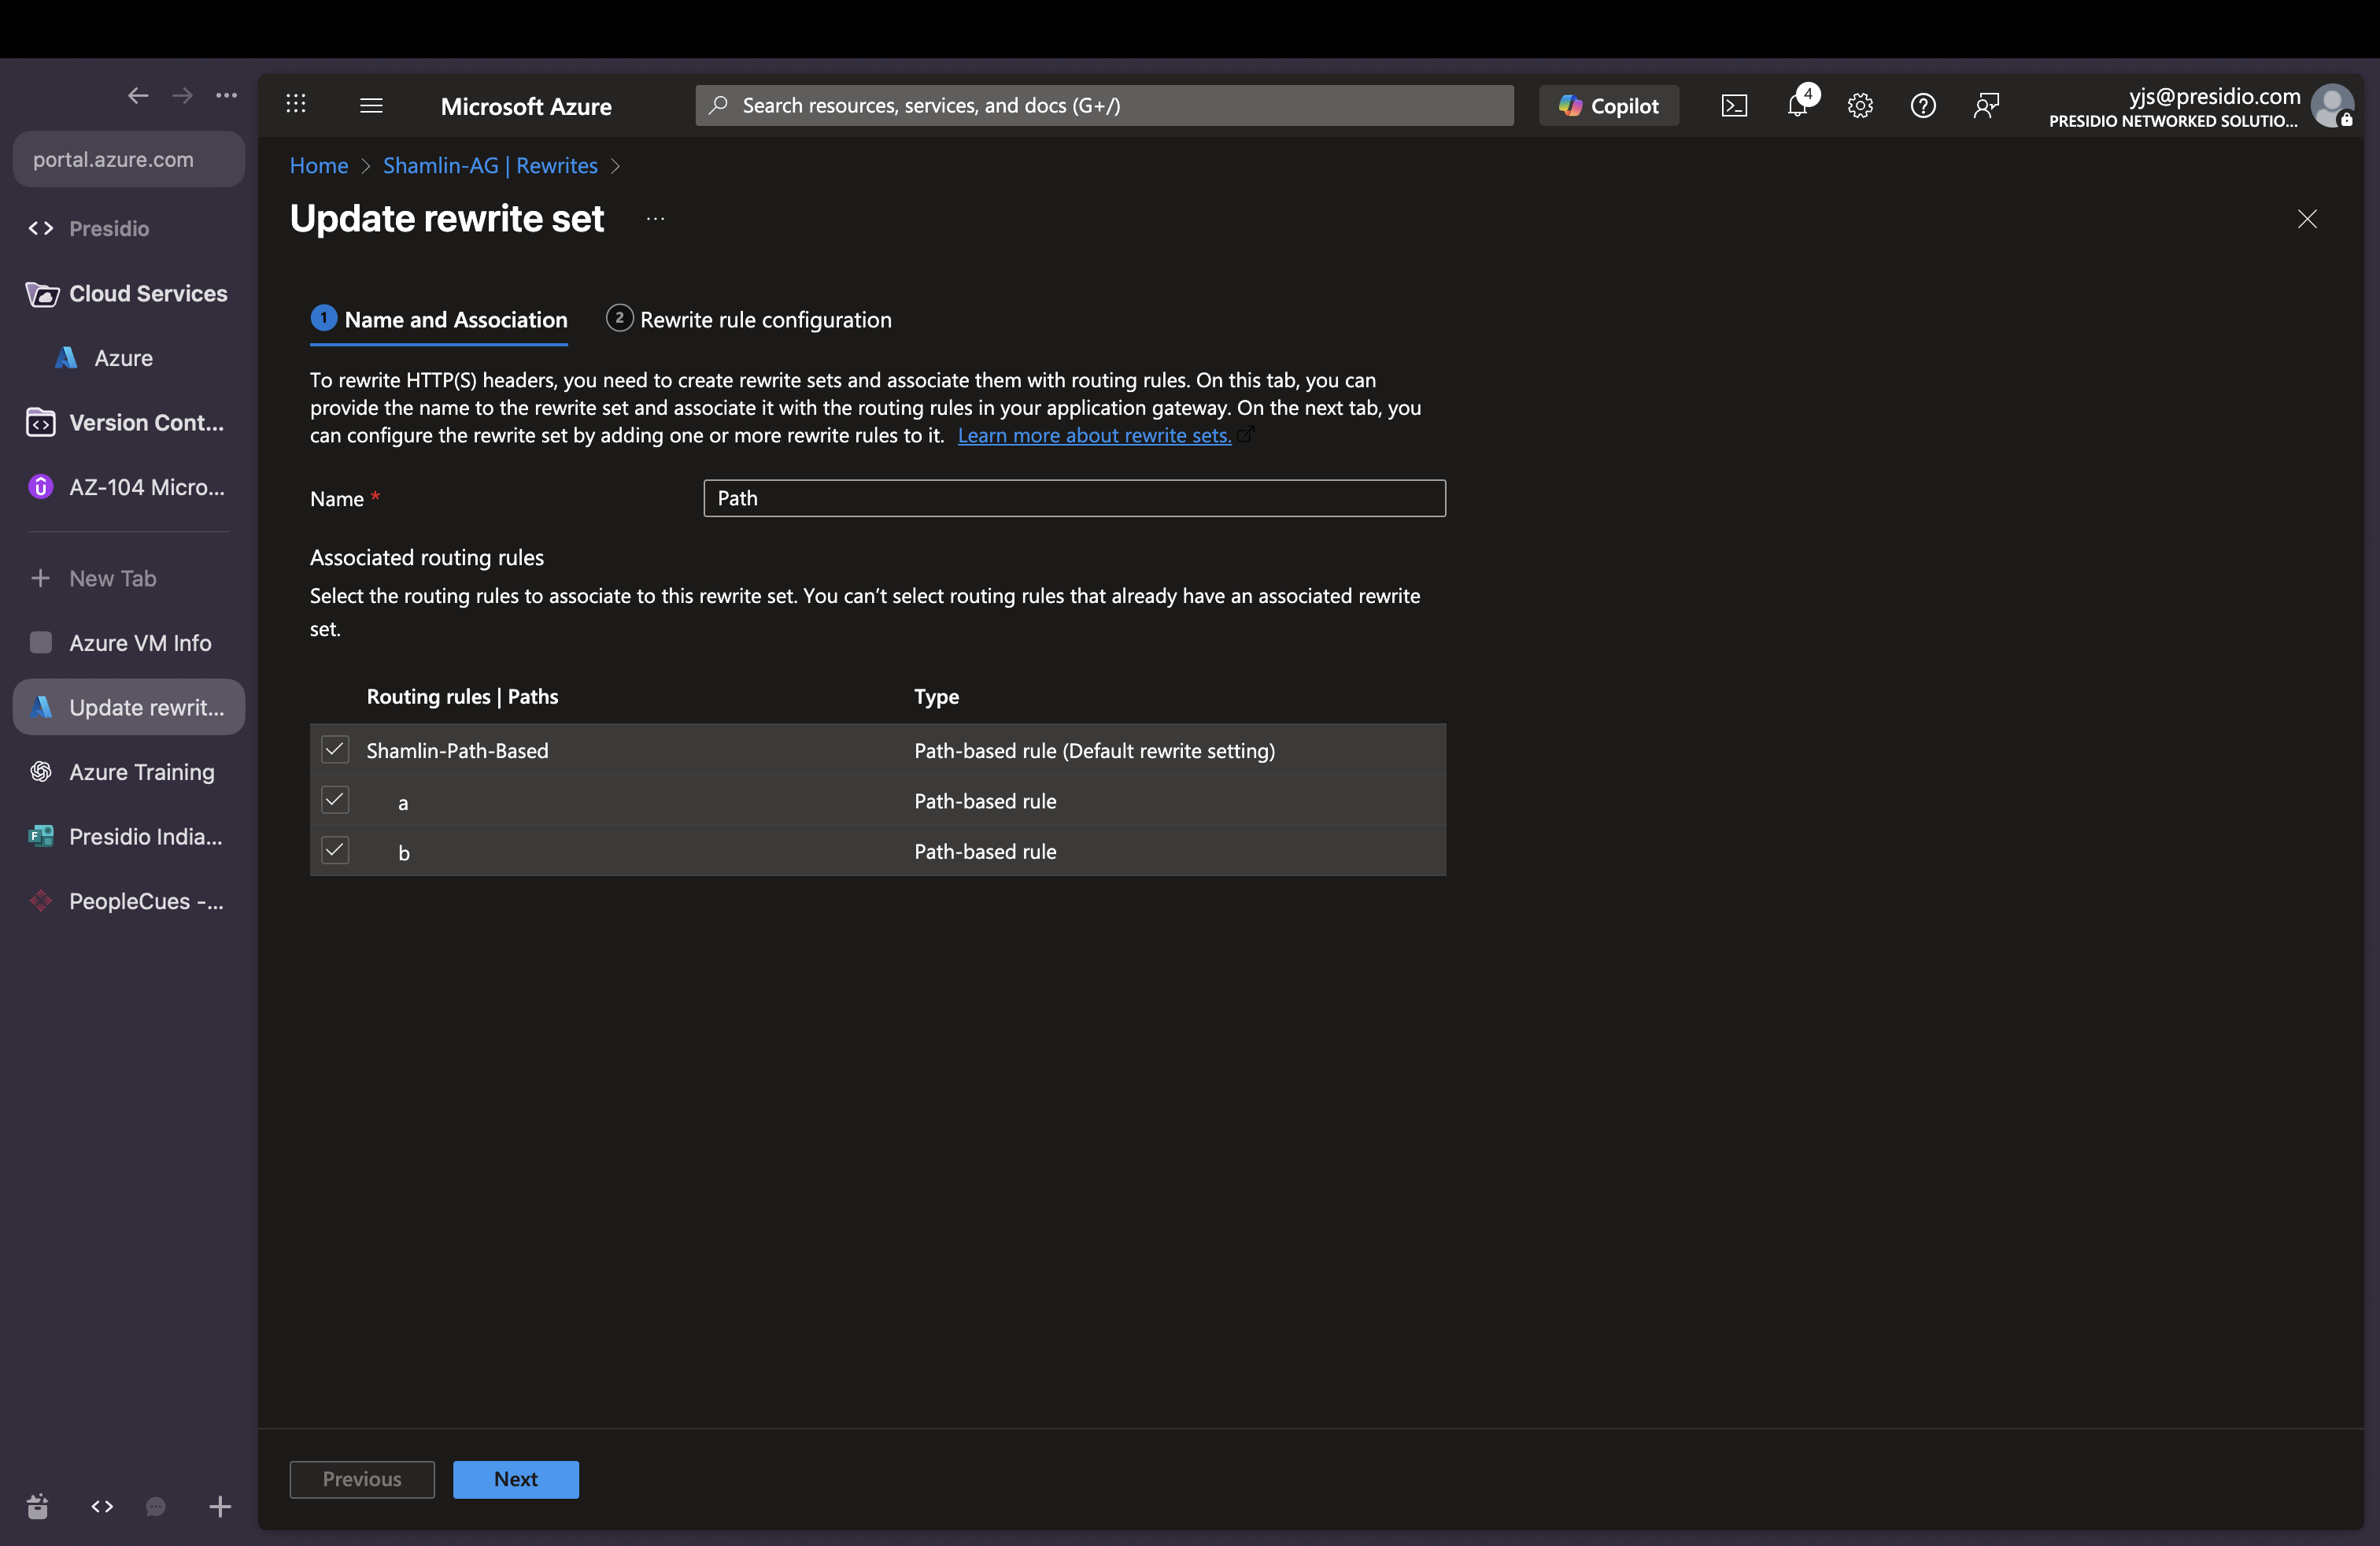 portal.azure.com
Presidio
Cloud Services
Azure
Version Cont...
AZ-104 Micro...
New Tab
Azure VM Info
Update rewrit...
Azure Training
Presidio India...
PeopleCues -...
Microsoft Azure
Search resources, services, and docs (G+/)
Copilot
4
yjs@presidio.com
PRESIDIO NETWORKED SOLUTIO...
Home > Shamlin-AG | Rewrites >
Update rewrite set ...
1 Name and Association
2 Rewrite rule configuration
To rewrite HTTP(S) headers, you need to create rewrite sets and associate them with routing rules. On this tab, you can
provide the name to the rewrite set and associate it with the routing rules in your application gateway. On the next tab, you
can configure the rewrite set by adding one or more rewrite rules to it. Learn more about rewrite sets.
Name *
Path
Associated routing rules
Select the routing rules to associate to this rewrite set. You can't select routing rules that already have an associated rewrite
set.
Routing rules | Paths Type
Shamlin-Path-Based Path-based rule (Default rewrite setting)
a Path-based rule
b Path-based rule
Previous
Next